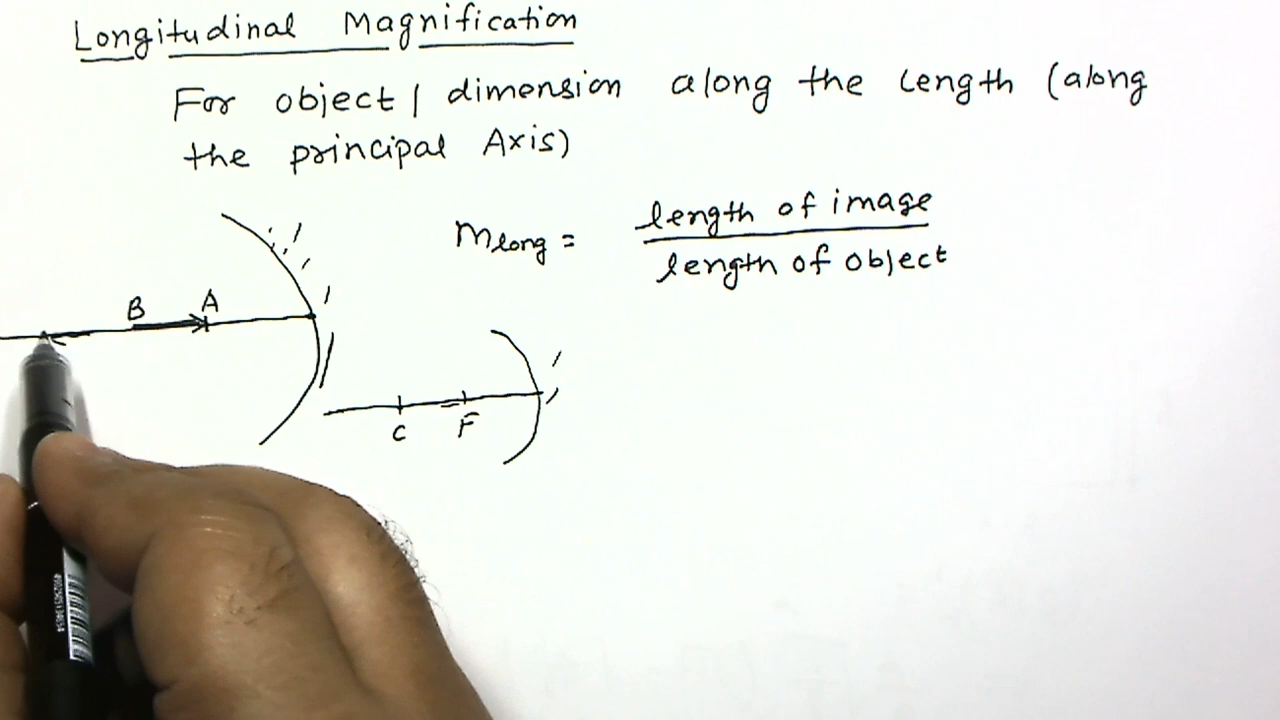 Longitudinal Magnification
For object / dimension along the length (along
the principal Axis)
mlong = length of image
length of object
B A
C F